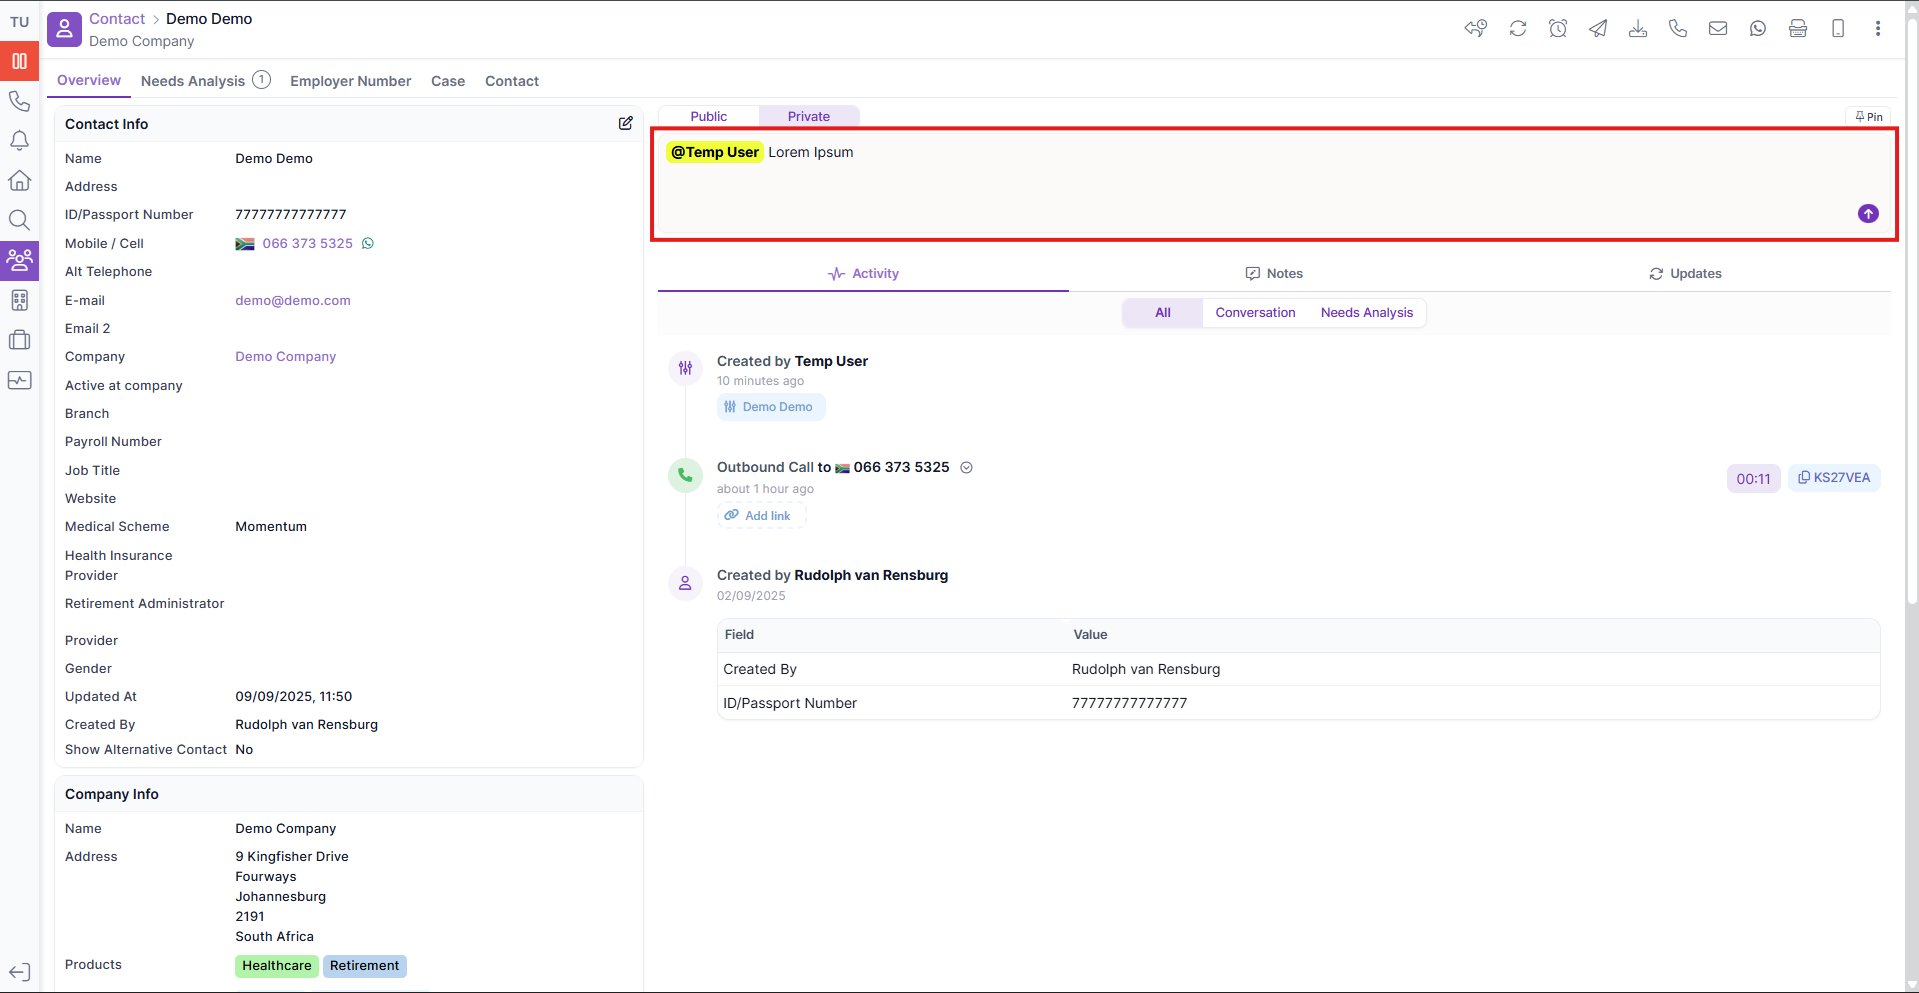 TU
Contact > Demo Demo
Demo Company
Overview
Needs Analysis 1
Employer Number
Case
Contact
Contact Info
Name Demo Demo
Address
ID/Passport Number 77777777777777
Mobile / Cell 066 373 5325
Alt Telephone
E-mail demo@demo.com
Email 2
Company Demo Company
Active at company
Branch
Payroll Number
Job Title
Website
Medical Scheme Momentum
Health Insurance
Provider
Retirement Administrator
Provider
Gender
Updated At 09/09/2025, 11:50
Created By Rudolph van Rensburg
Show Alternative Contact No
Company Info
Name Demo Company
Address 9 Kingfisher Drive
Fourways
Johannesburg
2191
South Africa
Products Healthcare Retirement
Public Private Pin
@Temp User Lorem Ipsum
Activity Notes Updates
All Conversation Needs Analysis
Created by Temp User
10 minutes ago
Demo Demo
Outbound Call to 066 373 5325
00:11 KS27VEA
about 1 hour ago
Add link
Created by Rudolph van Rensburg
02/09/2025
Field Value
Created By Rudolph van Rensburg
ID/Passport Number 77777777777777